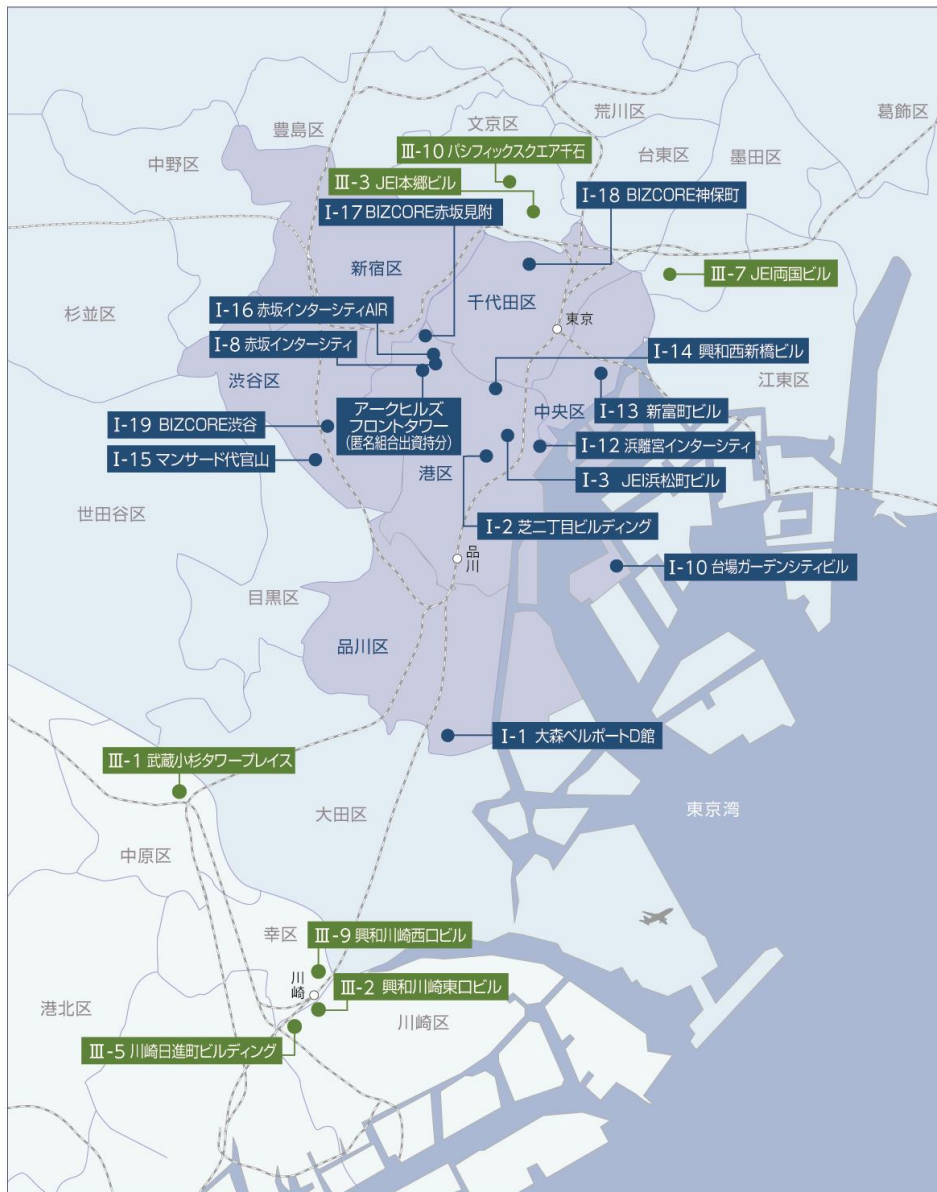 荒川区
葛飾区
豊島区
文京区
中野区
台東区
墨田区
Ⅲ-10 パシフィックスクエア千石
Ⅲ-3 JEI本郷ビル
Ⅰ-17 BIZCORE赤坂見附
Ⅰ-18 BIZCORE神保町
新宿区
Ⅲ-7 JEI両国ビル
千代田区
杉並区
Ⅰ-16 赤坂インターシティAIR
東京
Ⅰ-8 赤坂インターシティ
Ⅰ-14 興和西新橋ビル
渋谷区
江東区
アークヒルズ
フロントタワー
(匿名組合出資持分)
中央区
Ⅰ-13 新富町ビル
Ⅰ-19 BIZCORE渋谷
Ⅰ-12 浜離宮インターシティ
Ⅰ-15 マンサード代官山
港区
Ⅰ-3 JEI浜松町ビル
世田谷区
Ⅰ-2 芝二丁目ビルディング
品川
Ⅰ-10 台場ガーデンシティビル
目黒区
品川区
Ⅰ-1 大森ベルポートD館
Ⅲ-1 武蔵小杉タワープレイス
大田区
東京湾
中原区
幸区
Ⅲ-9 興和川崎西口ビル
川崎
Ⅲ-2 興和川崎東口ビル
港北区
川崎区
Ⅲ-5 川崎日進町ビルディング